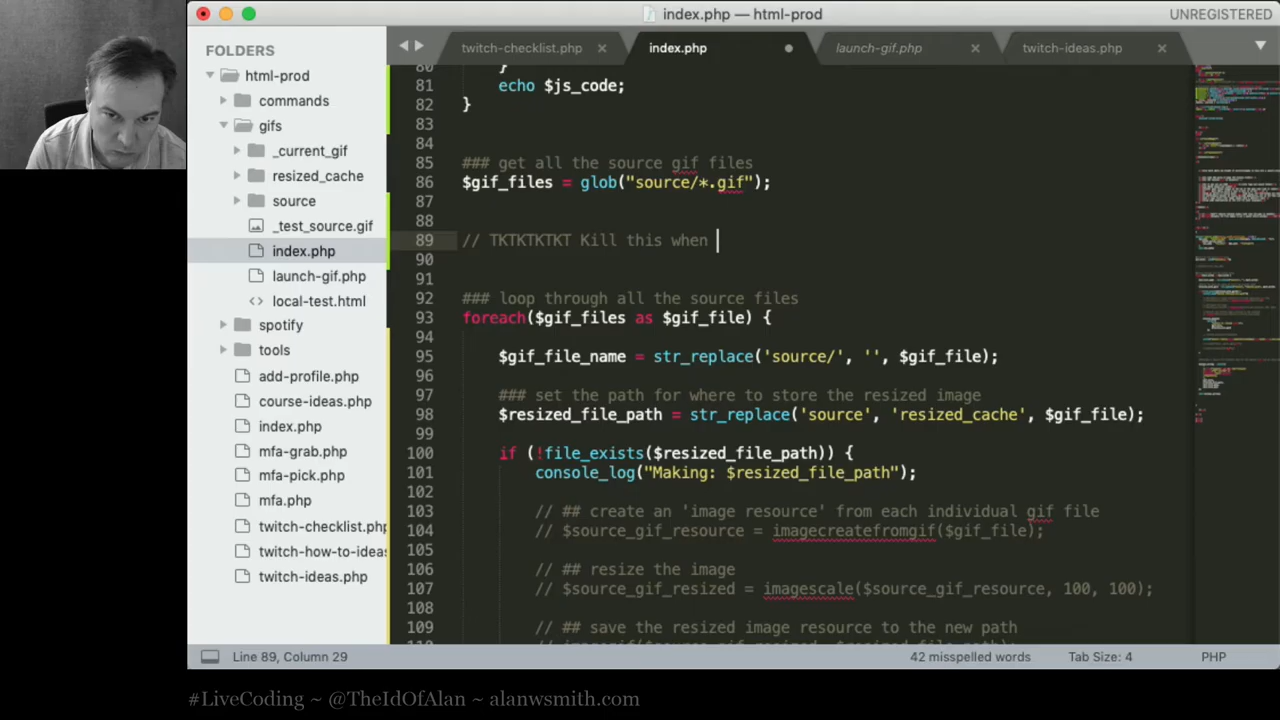 index.php — html-prod
UNREGISTERED
FOLDERS
html-prod
commands
gifs
_current_gif
resized_cache
source
_test_source.gif
index.php
launch-gif.php
local-test.html
spotify
tools
add-profile.php
course-ideas.php
index.php
mfa-grab.php
mfa-pick.php
mfa.php
twitch-checklist.php
twitch-how-to-ideas
twitch-ideas.php
twitch-checklist.php
index.php
launch-gif.php
twitch-ideas.php
80 }
81 echo $js_code;
82 }
83
84
85 ### get all the source gif files
86 $gif_files = glob("source/*.gif");
87
88
89 // TKTKTKTKT Kill this when
90
91
92 ### loop through all the source files
93 foreach($gif_files as $gif_file) {
94
95 $gif_file_name = str_replace('source/', '', $gif_file);
96
97 ### set the path for where to store the resized image
98 $resized_file_path = str_replace('source', 'resized_cache', $gif_file);
99
100 if (!file_exists($resized_file_path)) {
101 console_log("Making: $resized_file_path");
102
103 // ## create an 'image resource' from each individual gif file
104 // $source_gif_resource = imagecreatefromgif($gif_file);
105
106 // ## resize the image
107 // $source_gif_resized = imagescale($source_gif_resource, 100, 100);
108
109 // ## save the resized image resource to the new path
Line 89, Column 29
42 misspelled words
Tab Size: 4
PHP
#LiveCoding ~ @TheIdOfAlan ~ alanwsmith.com